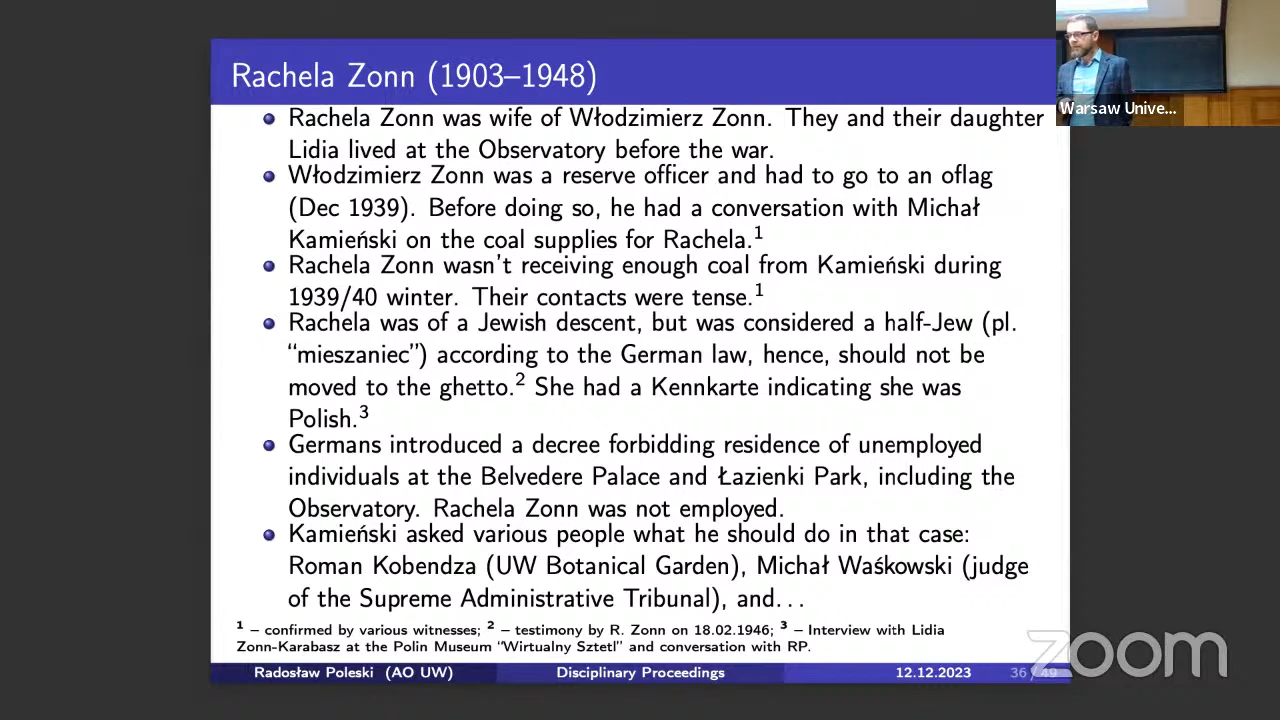 Rachela Zonn (1903–1948)
Rachela Zonn was wife of Włodzimierz Zonn. They and their daughter
Lidia lived at the Observatory before the war.
Włodzimierz Zonn was a reserve officer and had to go to an oflag
(Dec 1939). Before doing so, he had a conversation with Michał
Kamieński on the coal supplies for Rachela.¹
Rachela Zonn wasn't receiving enough coal from Kamieński during
1939/40 winter. Their contacts were tense.¹
Rachela was of a Jewish descent, but was considered a half-Jew (pl.
“mieszaniec”) according to the German law, hence, should not be
moved to the ghetto.² She had a Kennkarte indicating she was
Polish.³
Germans introduced a decree forbidding residence of unemployed
individuals at the Belvedere Palace and Łazienki Park, including the
Observatory. Rachela Zonn was not employed.
Kamieński asked various people what he should do in that case:
Roman Kobendza (UW Botanical Garden), Michał Waśkowski (judge
of the Supreme Administrative Tribunal), and...
¹ – confirmed by various witnesses; ² – testimony by R. Zonn on 18.02.1946; ³ – Interview with Lidia
Zonn-Karabasz at the Polin Museum “Wirtualny Sztetl” and conversation with RP.
Radosław Poleski (AO UW) Disciplinary Proceedings 12.12.2023 36 / 49
Warsaw Unive...
zoom